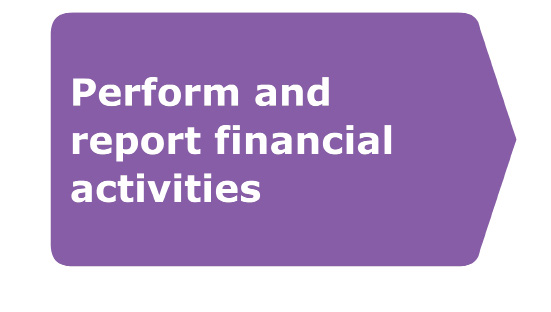 Perform and
report financial
activities